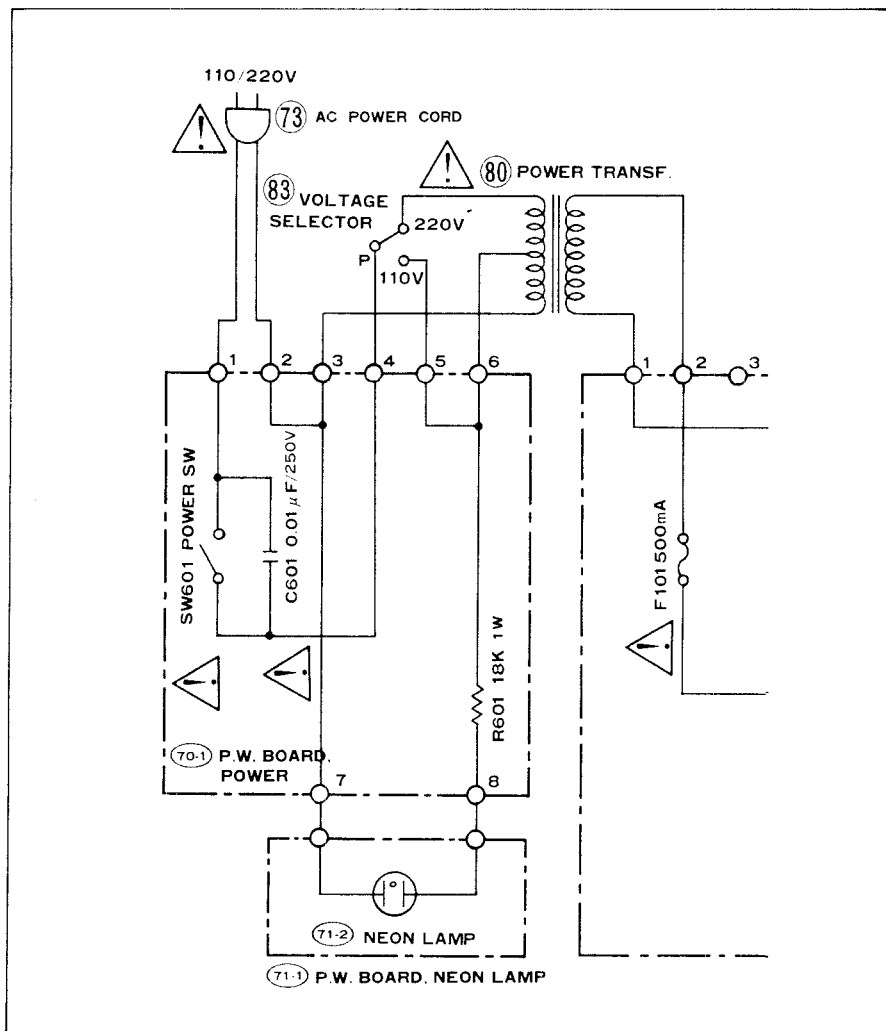 110/220V
73 AC POWER CORD
!
!
80 POWER TRANSF.
83 VOLTAGE
SELECTOR
220V
P
110V
1 2 3 4 5 6
1 2 3
SW601 POWER SW
C601 0.01 μF/250V
R601 18K 1W
F101 500mA
!
!
!
70-1 P.W. BOARD,
POWER
7 8
71-2 NEON LAMP
71-1 P.W. BOARD, NEON LAMP